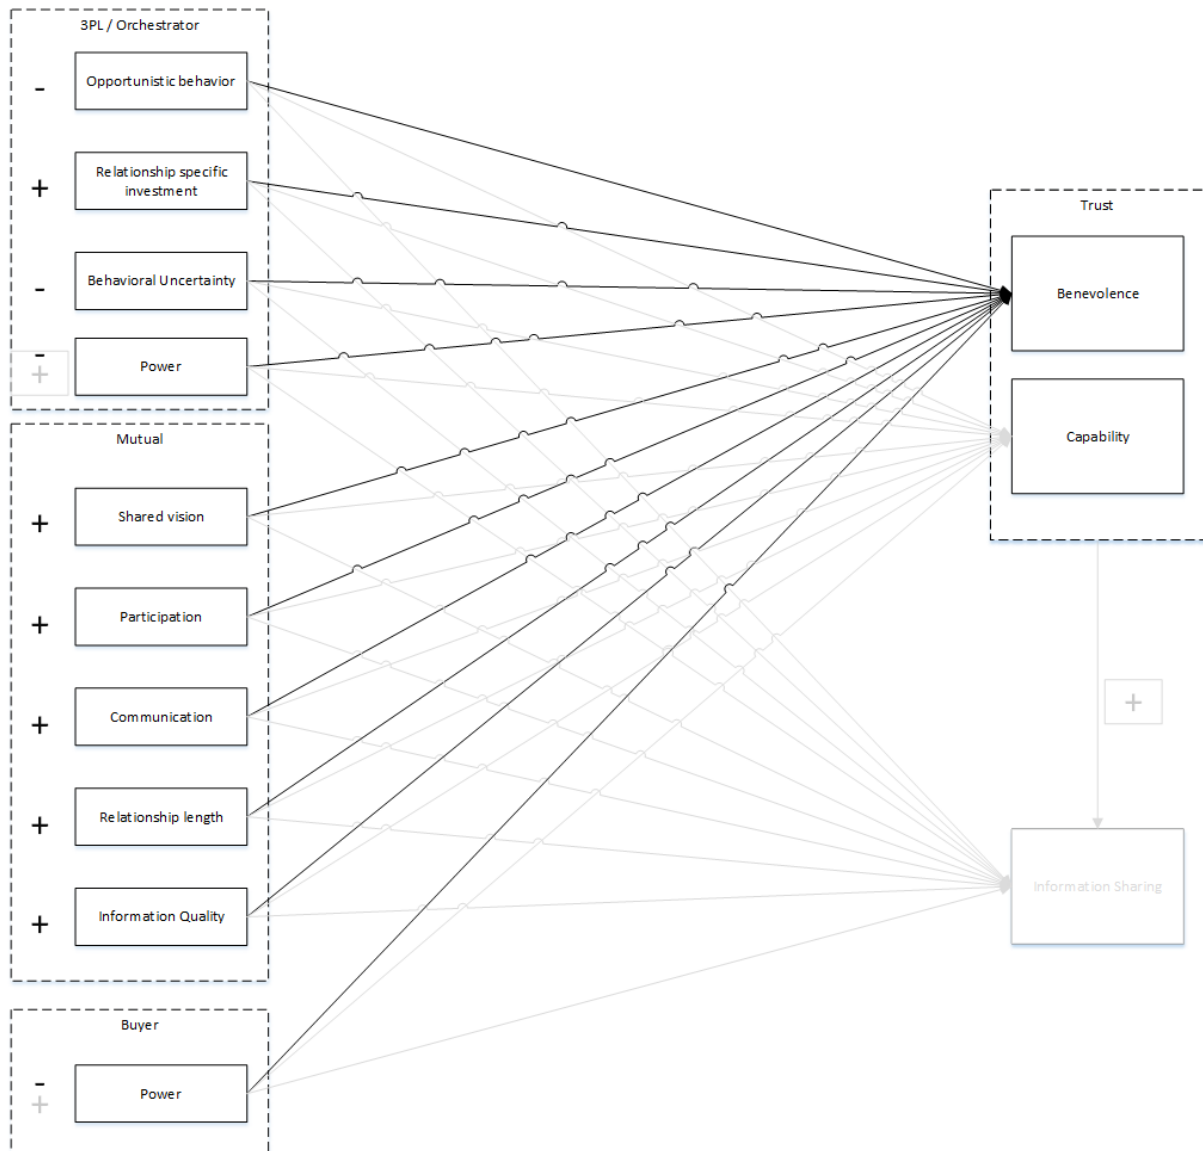 3PL / Orchestrator
-
Opportunistic behavior
+
Relationship specific
investment
-
Behavioral Uncertainty
-
+
Power
Trust
Benevolence
Capability
Mutual
+
Shared vision
+
Participation
+
Communication
+
Relationship length
+
Information Quality
+
Information Sharing
Buyer
-
+
Power